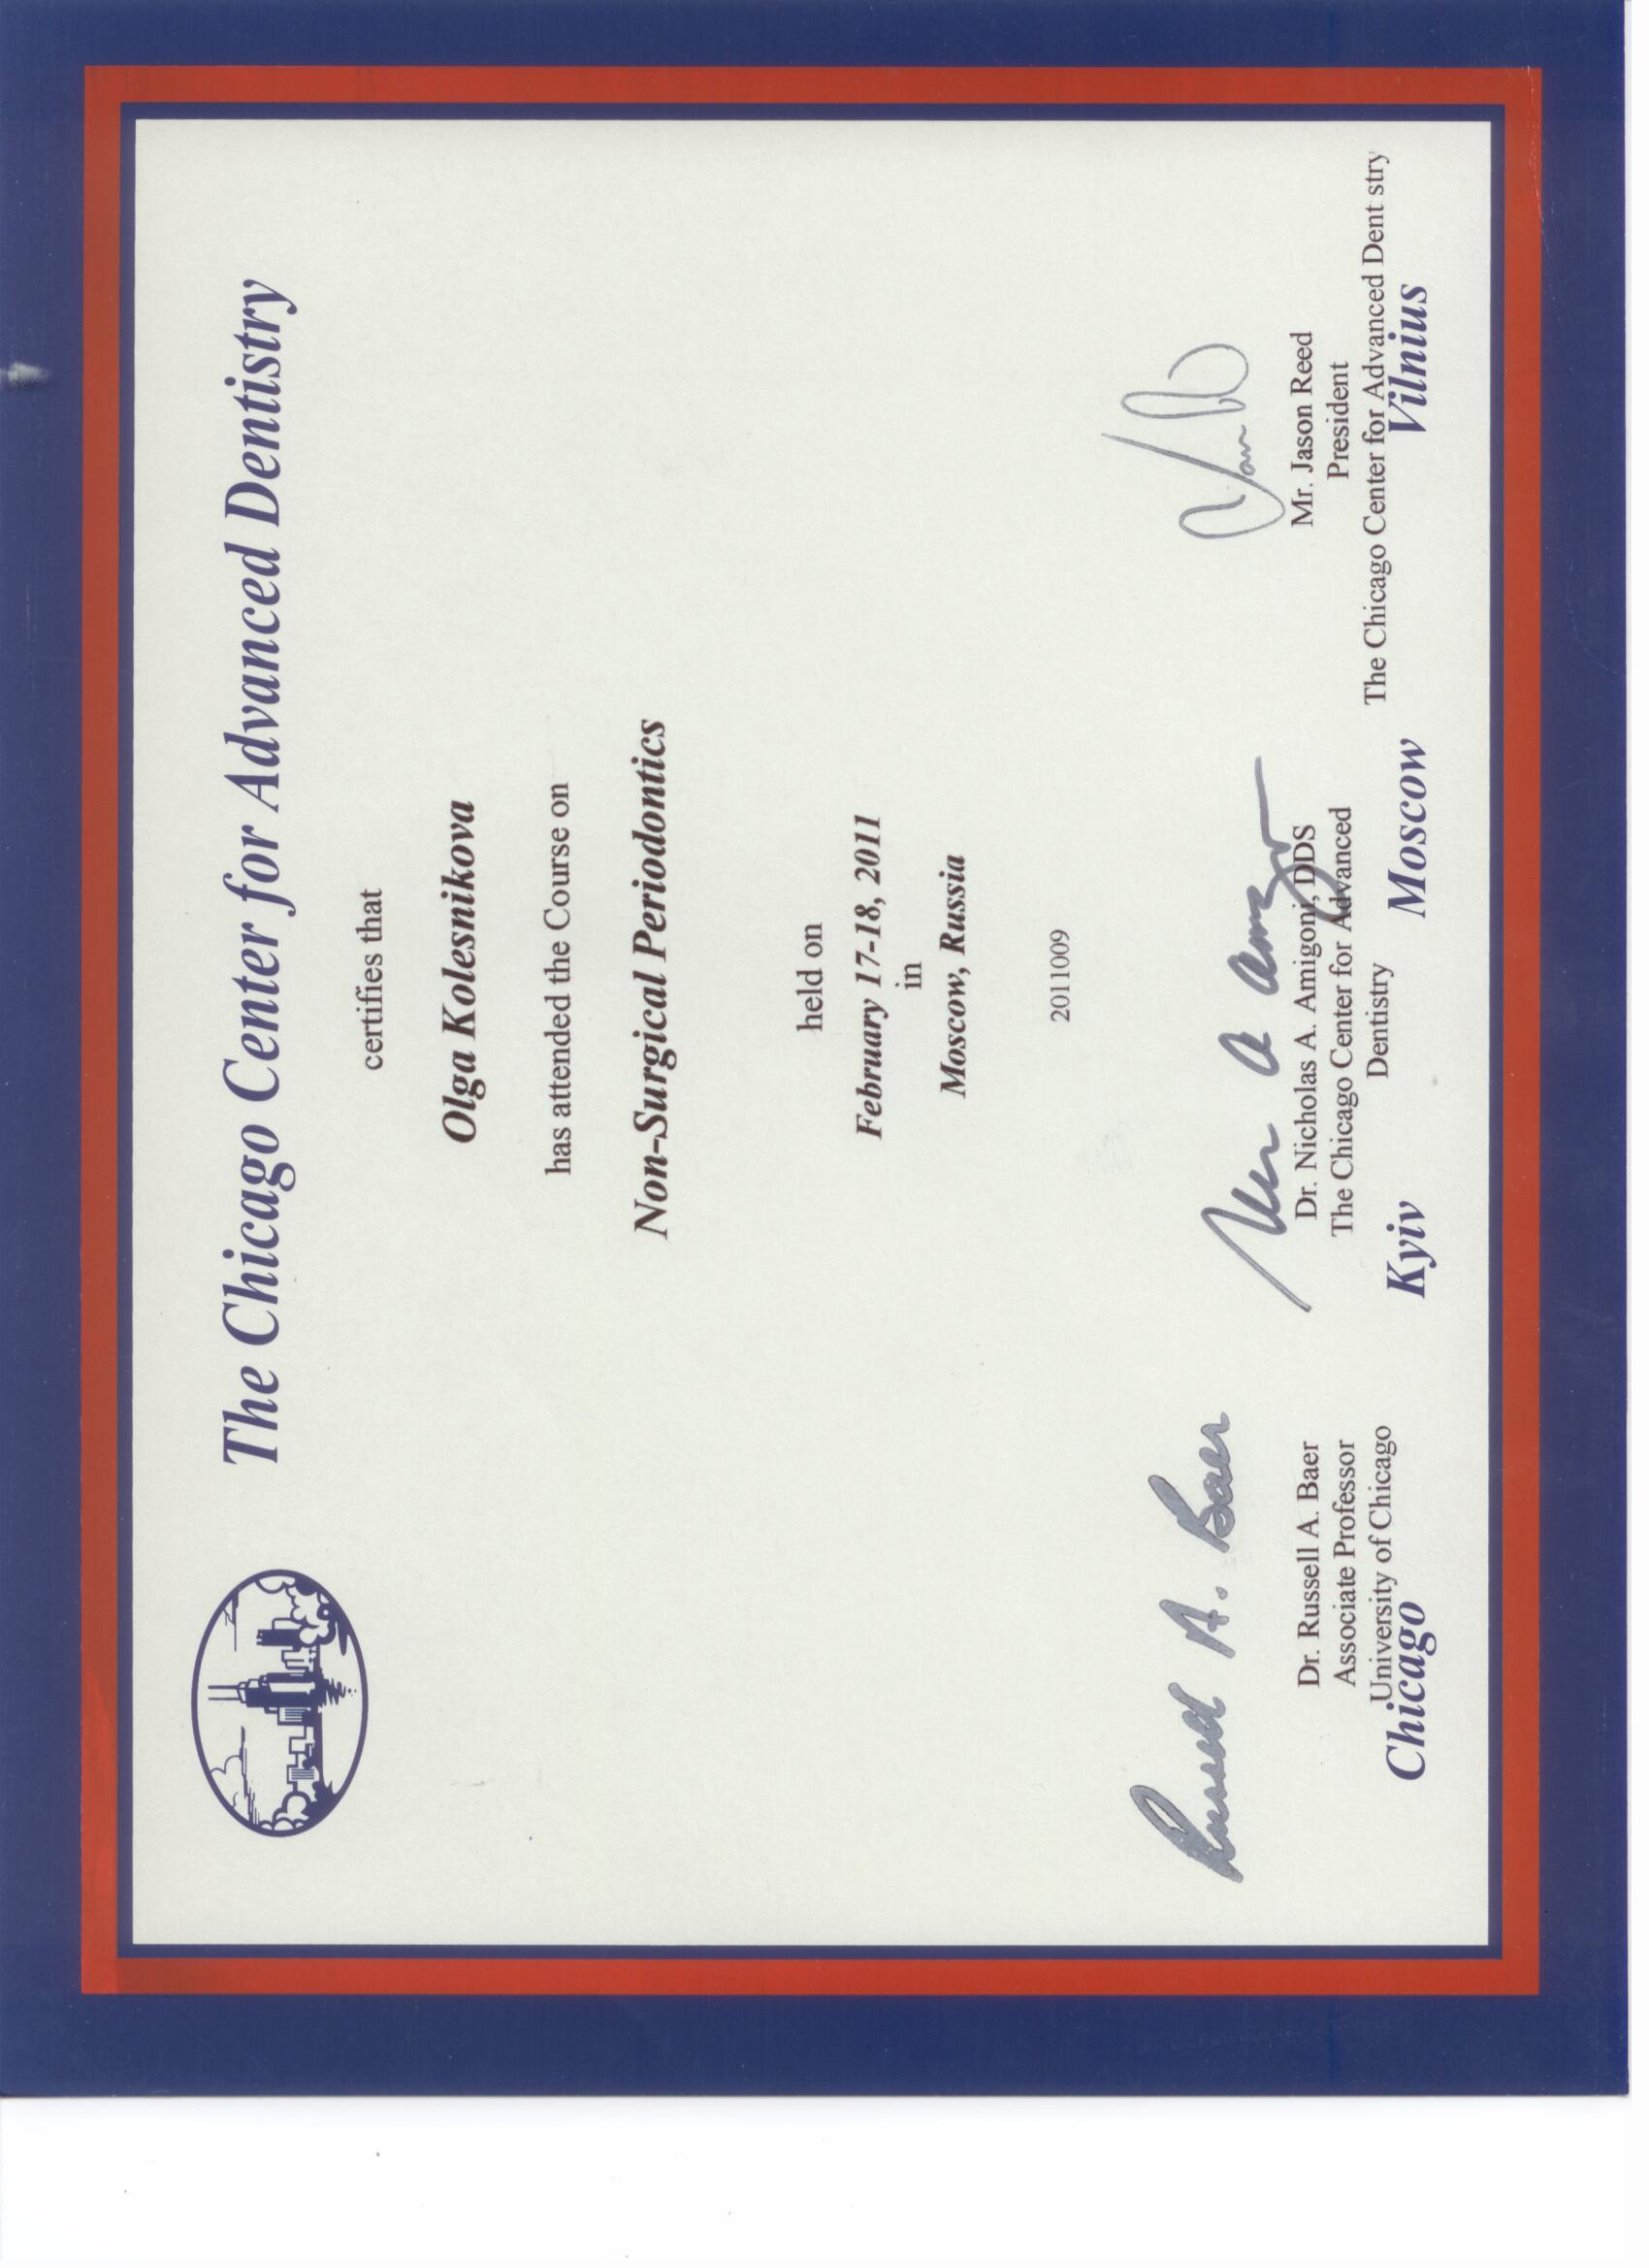 The Chicago Center for Advanced Dentistry
certifies that
Olga Kolesnikova
has attended the Course on
Non-Surgical Periodontics
held on
February 17-18, 2011
in
Moscow, Russia
2011009
Russell A. Baer
Dr. Russell A. Baer
Associate Professor
University of Chicago
Dr. Nicholas A. Amigoni, DDS
The Chicago Center for Advanced
Dentistry
Mr. Jason Reed
President
The Chicago Center for Advanced Dent stry
Chicago Kyiv Moscow Vilnius